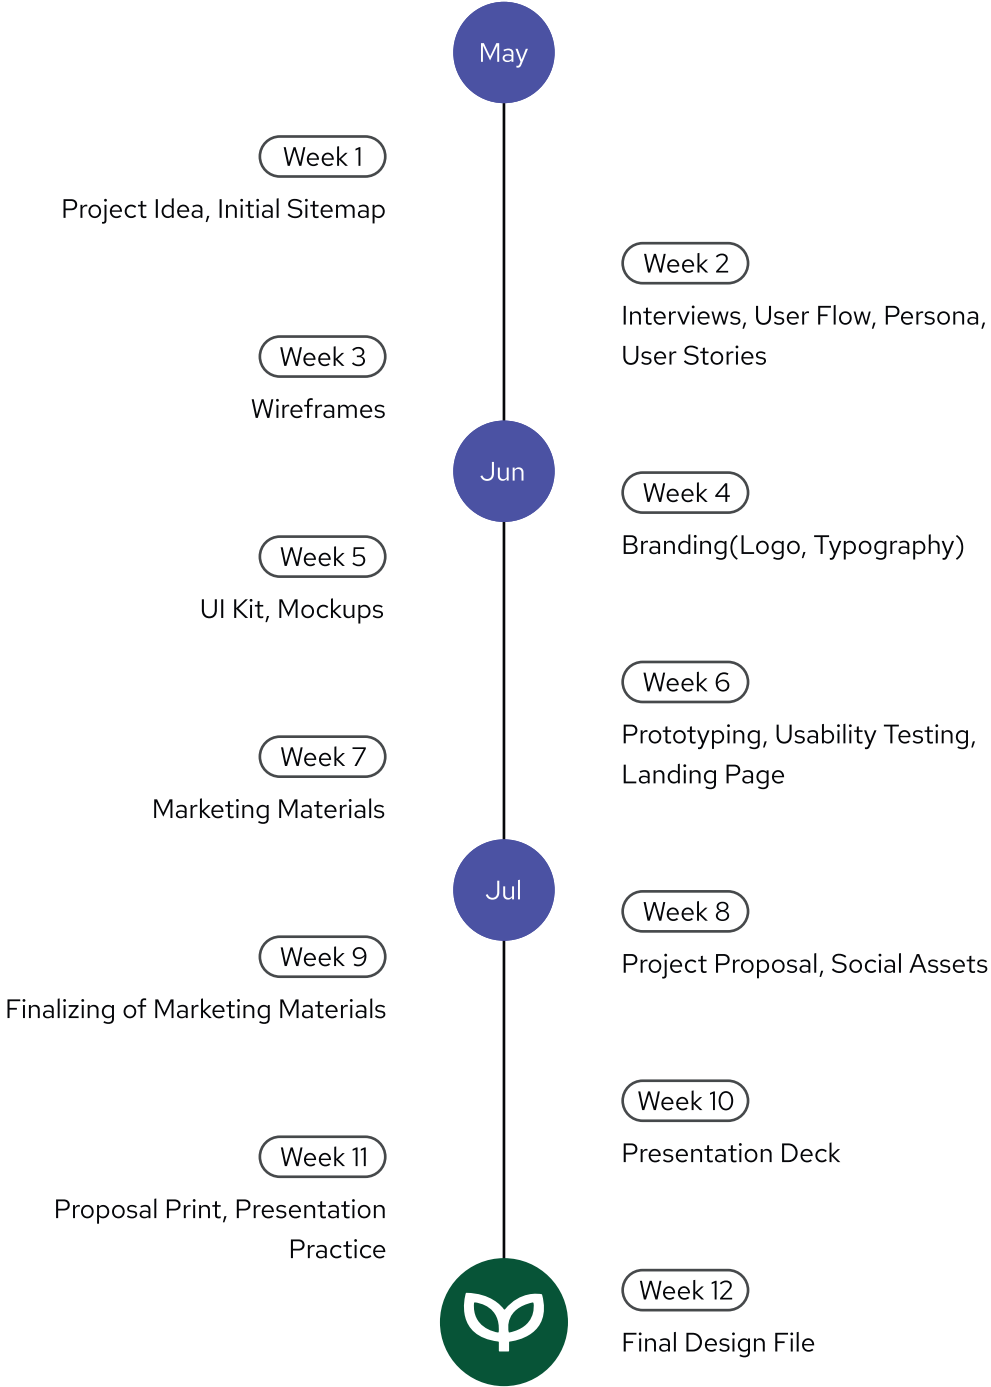 May
Week 1
Project Idea, Initial Sitemap
Week 2
Interviews, User Flow, Persona,
User Stories
Week 3
Wireframes
Jun
Week 4
Branding(Logo, Typography)
Week 5
UI Kit, Mockups
Week 6
Prototyping, Usability Testing,
Landing Page
Week 7
Marketing Materials
Jul
Week 8
Project Proposal, Social Assets
Week 9
Finalizing of Marketing Materials
Week 10
Presentation Deck
Week 11
Proposal Print, Presentation
Practice
Week 12
Final Design File